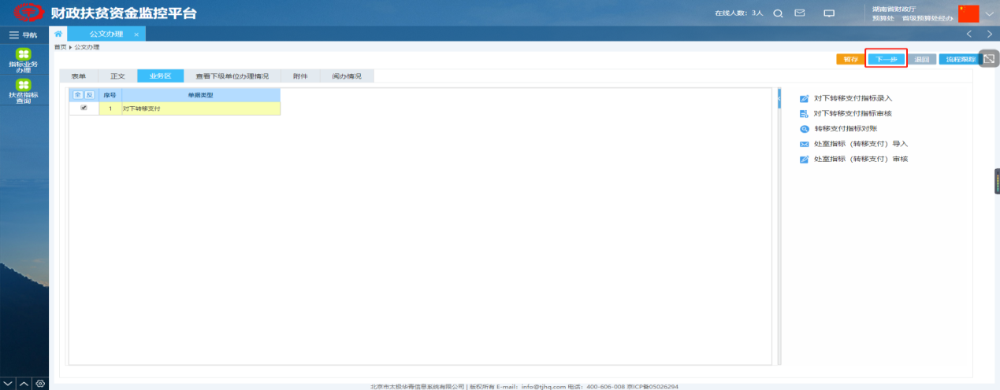 财政扶贫资金监控平台
在线人数：3人
湖南省财政厅
预算处 省级预算处经办
导航
公文办理 ×
首页 ▸ 公文办理
指标业务
办理
扶贫指标
查询
暂存 下一步 退回 流程跟踪
表单 正文 业务区 查看下级单位办理情况 附件 阅办情况
全 反 序号 单据类型
1 对下转移支付
对下转移支付指标录入
对下转移支付指标审核
转移支付指标对账
处室指标（转移支付）导入
处室指标（转移支付）审核
北京市太极华青信息系统有限公司 | 版权所有 E-mail：info@tjhq.com 电话：400-606-008 京ICP备05026294